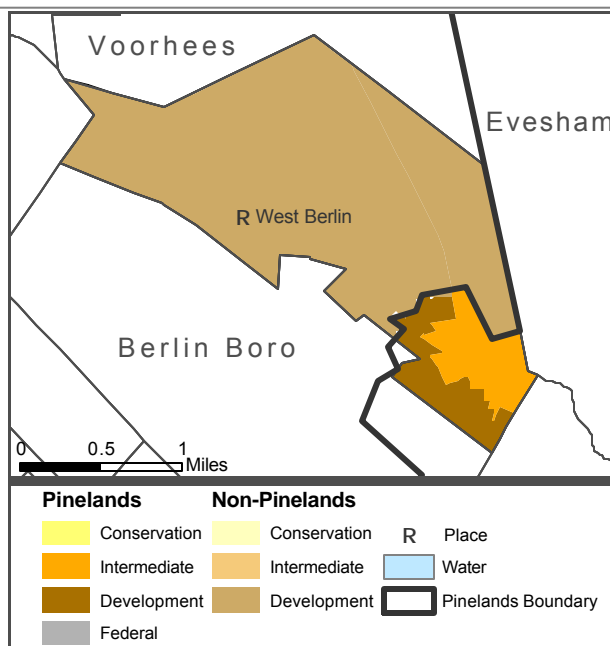 Voorhees
Evesham
R West Berlin
Berlin Boro
0 0.5 1
Miles
Pinelands Non-Pinelands
Conservation Conservation R Place
Intermediate Intermediate Water
Development Development Pinelands Boundary
Federal